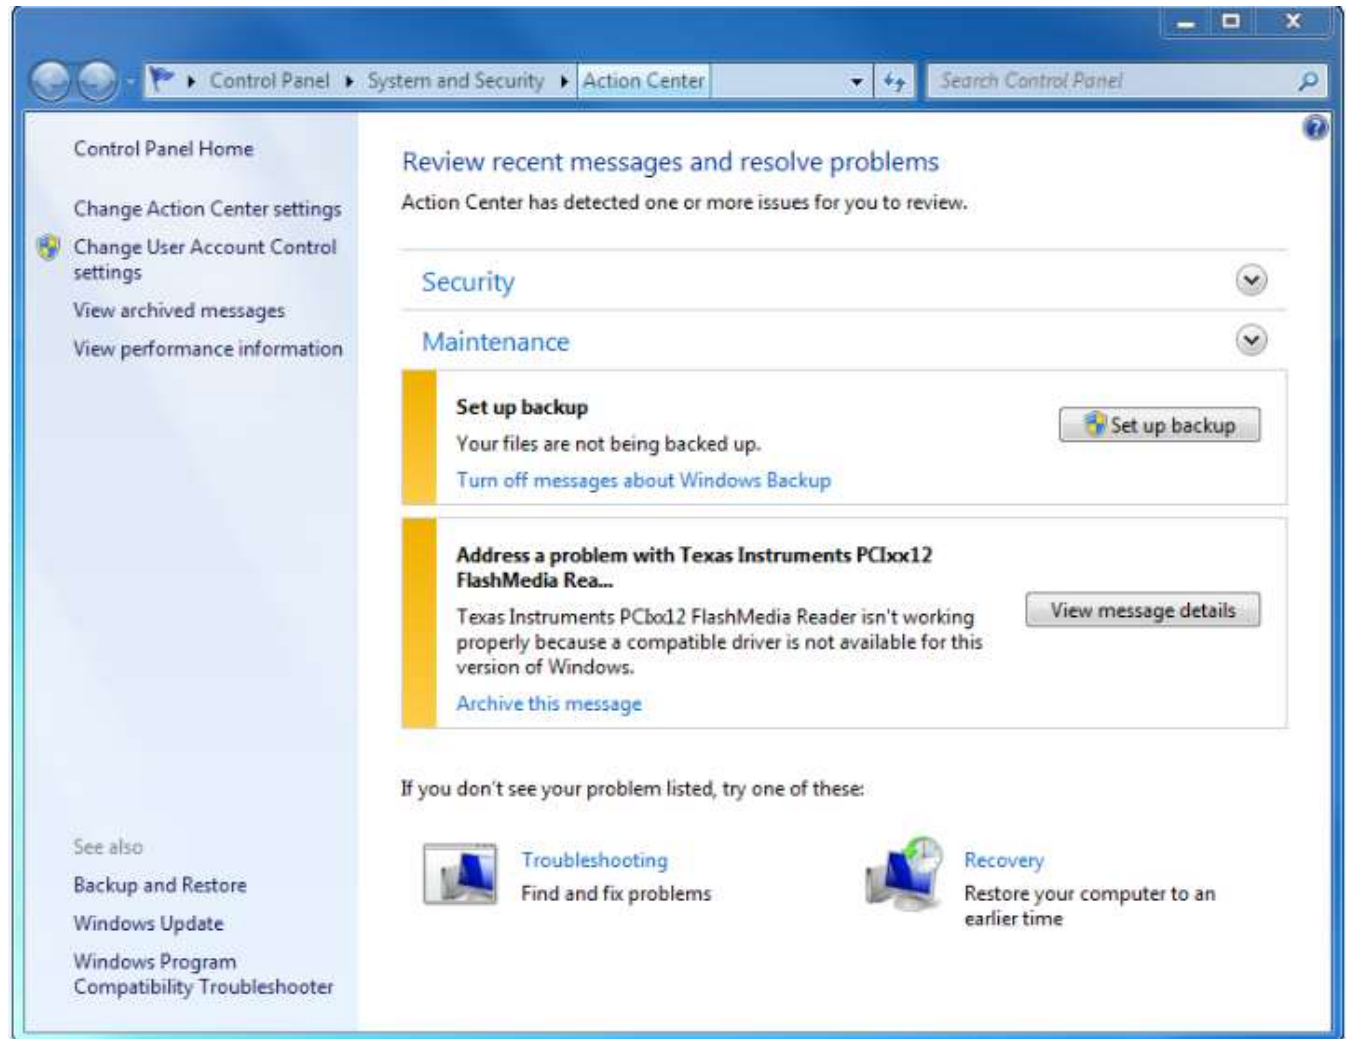 Control Panel
System and Security
Action Center
Search Control Panel
Control Panel Home
Change Action Center settings
Change User Account Control
settings
View archived messages
View performance information
Review recent messages and resolve problems
Action Center has detected one or more issues for you to review.
Security
Maintenance
Set up backup
Your files are not being backed up.
Turn off messages about Windows Backup
Set up backup
Address a problem with Texas Instruments PCIxx12
FlashMedia Rea...
Texas Instruments PCIxx12 FlashMedia Reader isn't working
properly because a compatible driver is not available for this
version of Windows.
Archive this message
View message details
If you don't see your problem listed, try one of these:
Troubleshooting
Find and fix problems
Recovery
Restore your computer to an
earlier time
See also
Backup and Restore
Windows Update
Windows Program
Compatibility Troubleshooter